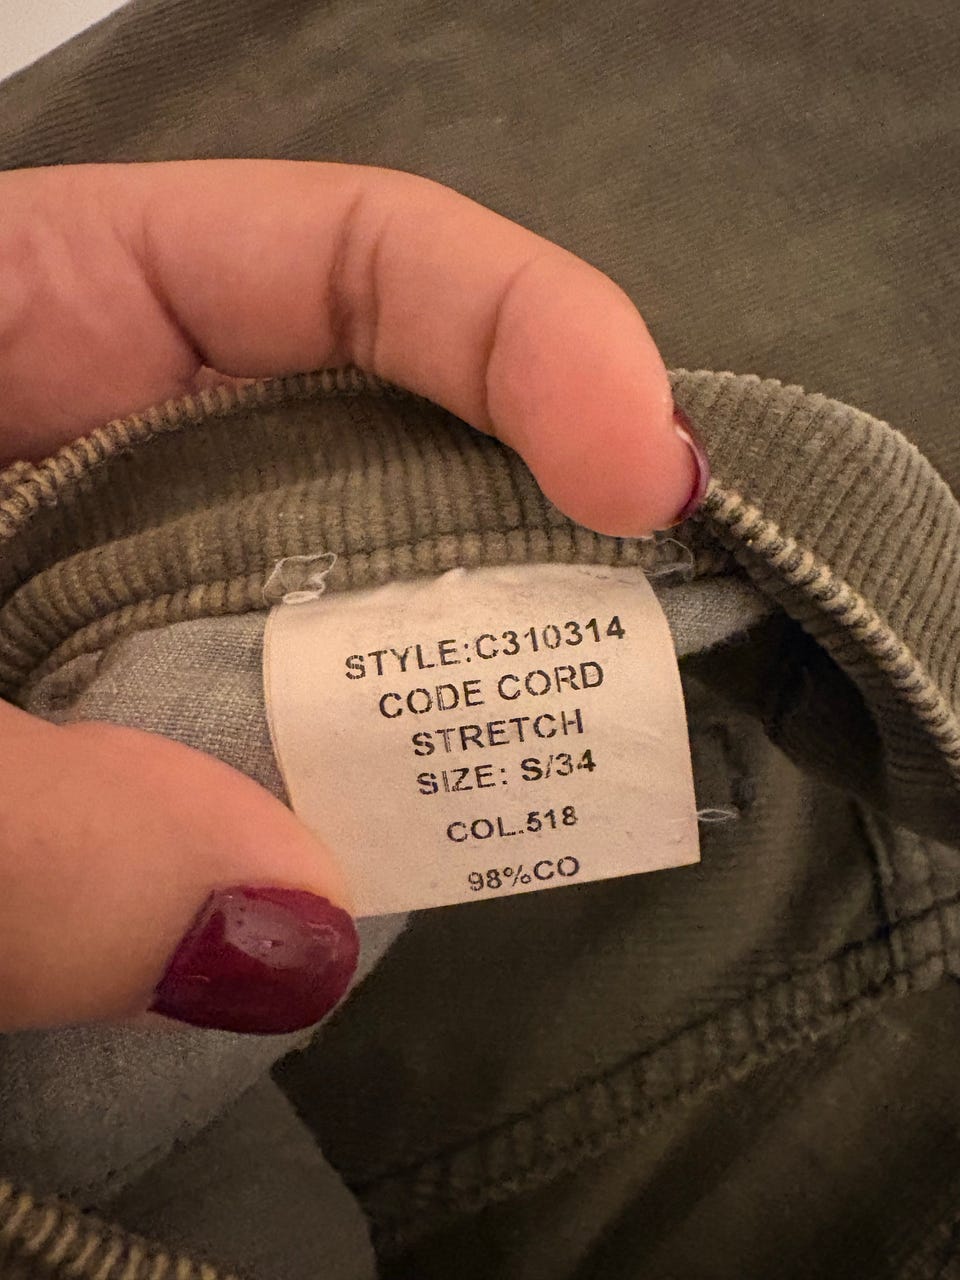 STYLE:C310314
CODE CORD
STRETCH
SIZE: S/34
COL.518
98%CO